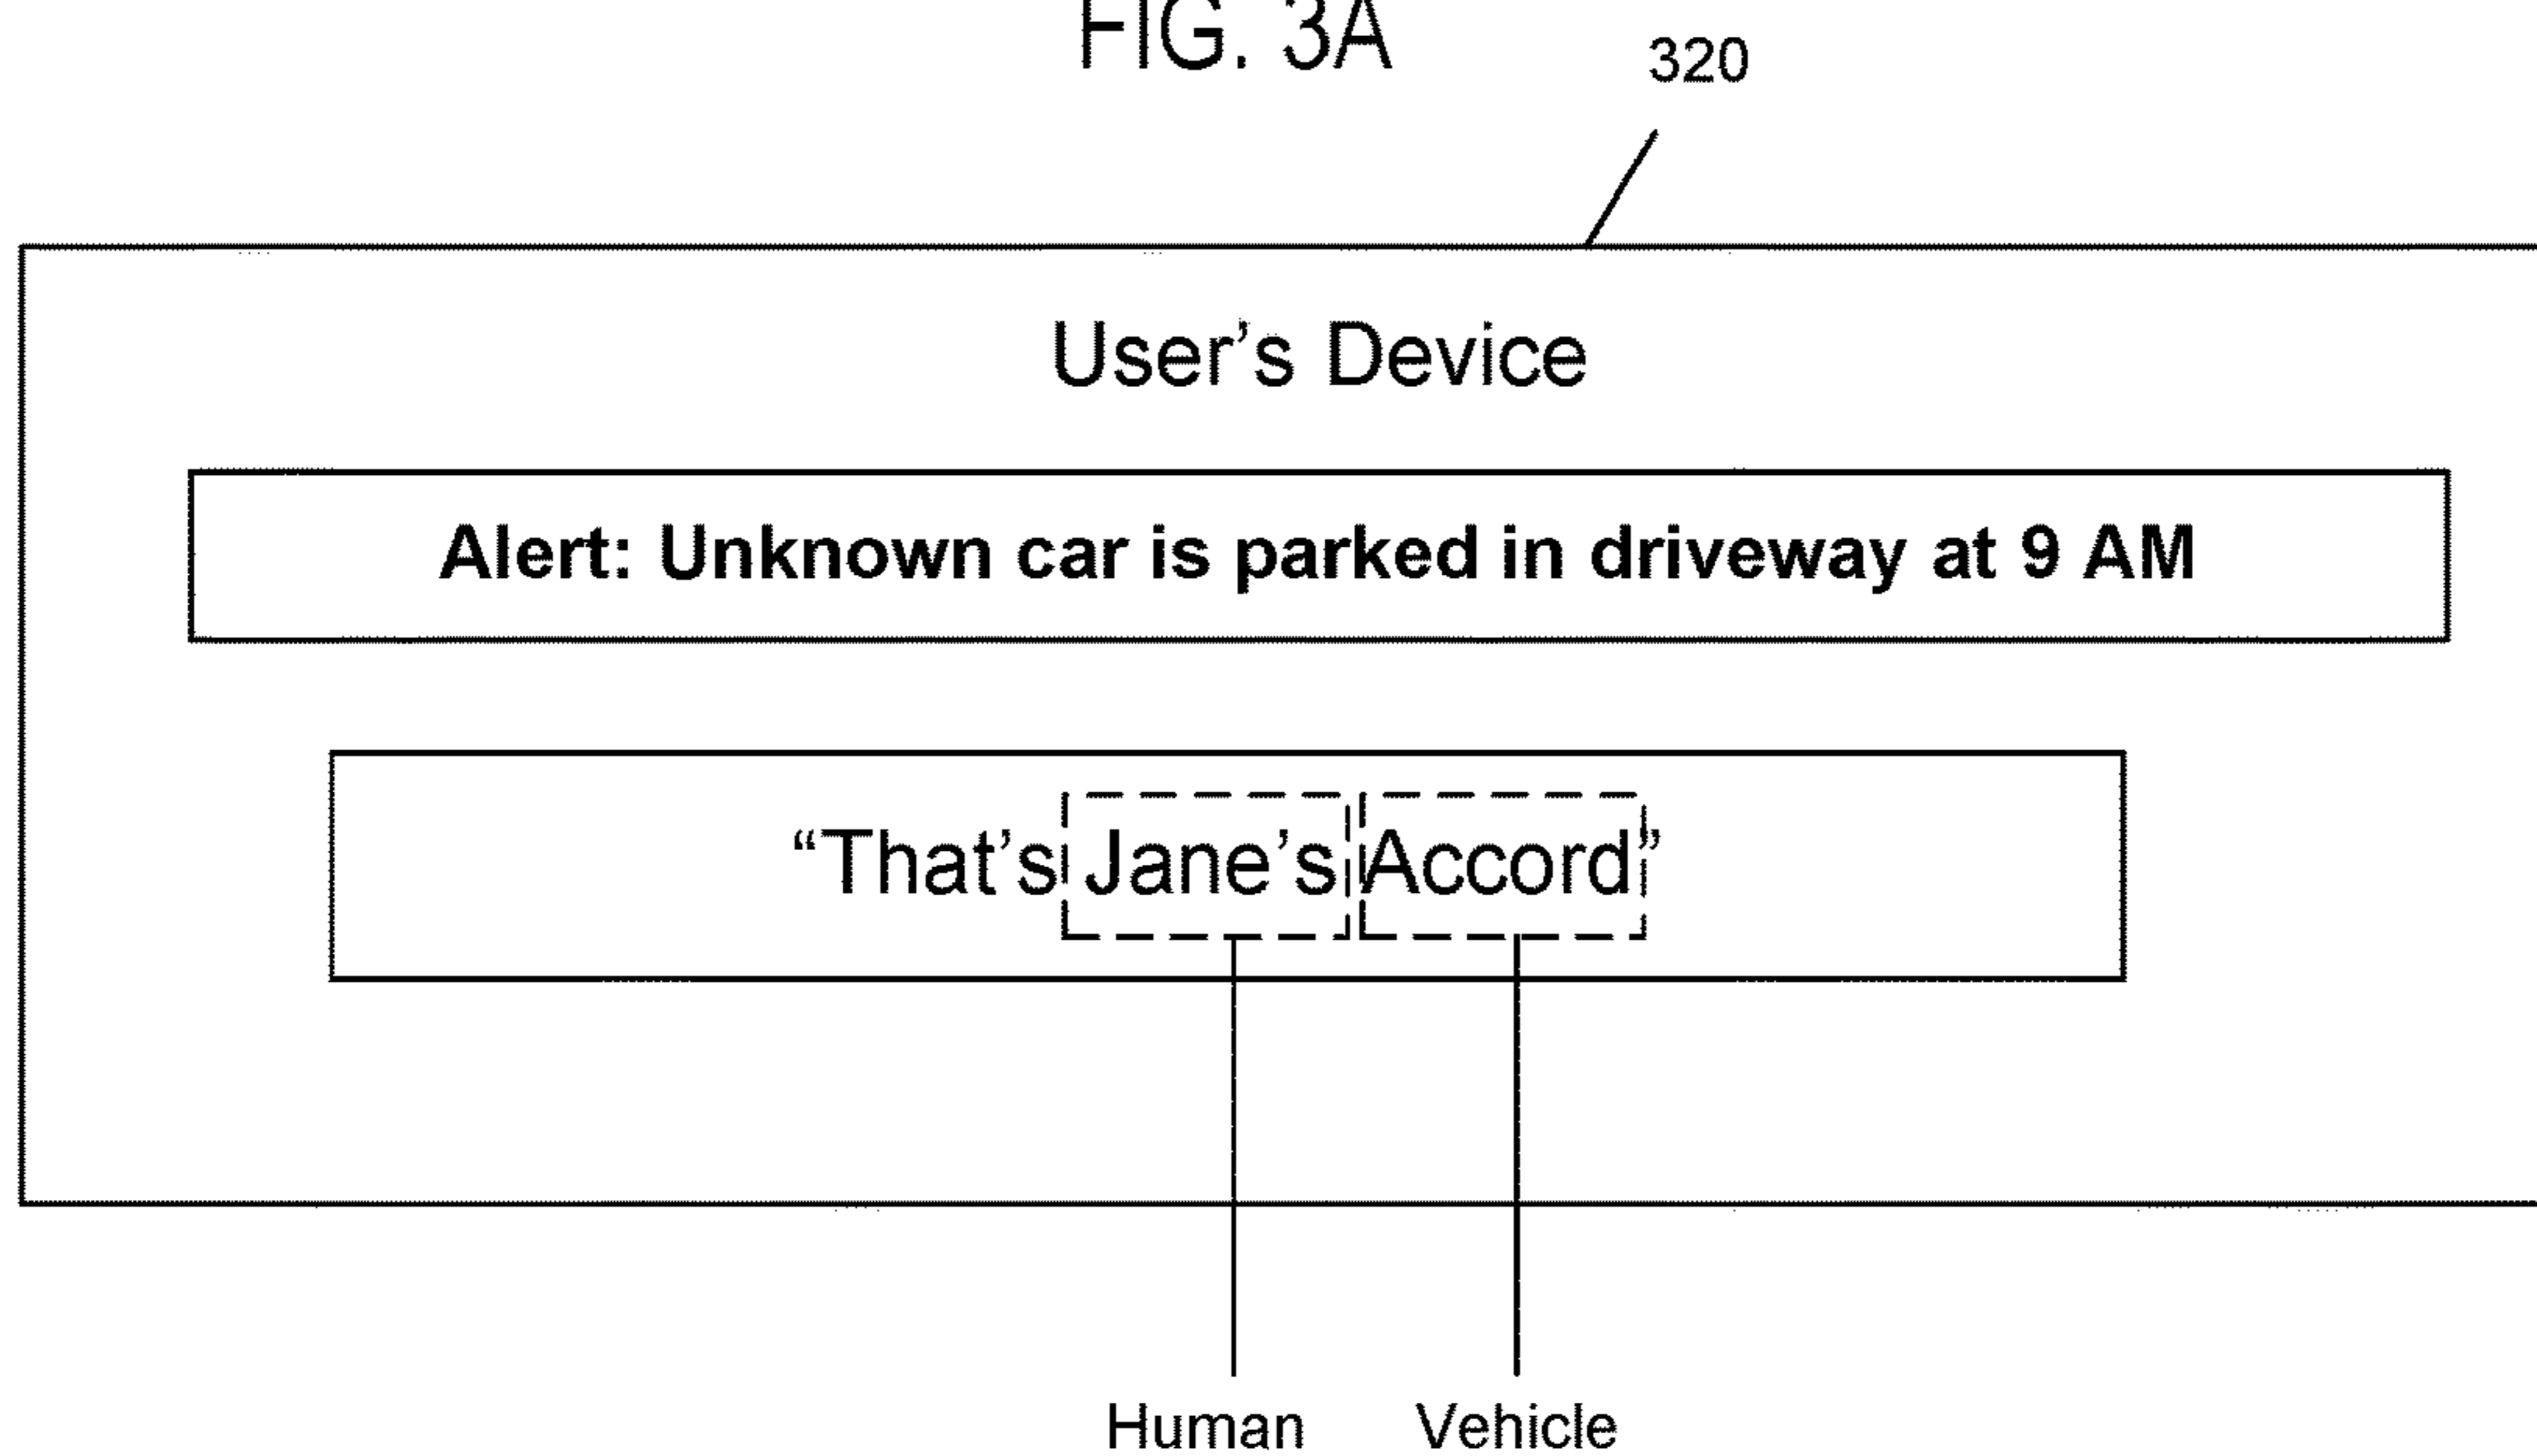 FIG. 3A
320
User’s Device
Alert: Unknown car is parked in driveway at 9 AM
“That’s Jane’s Accord”
Human Vehicle